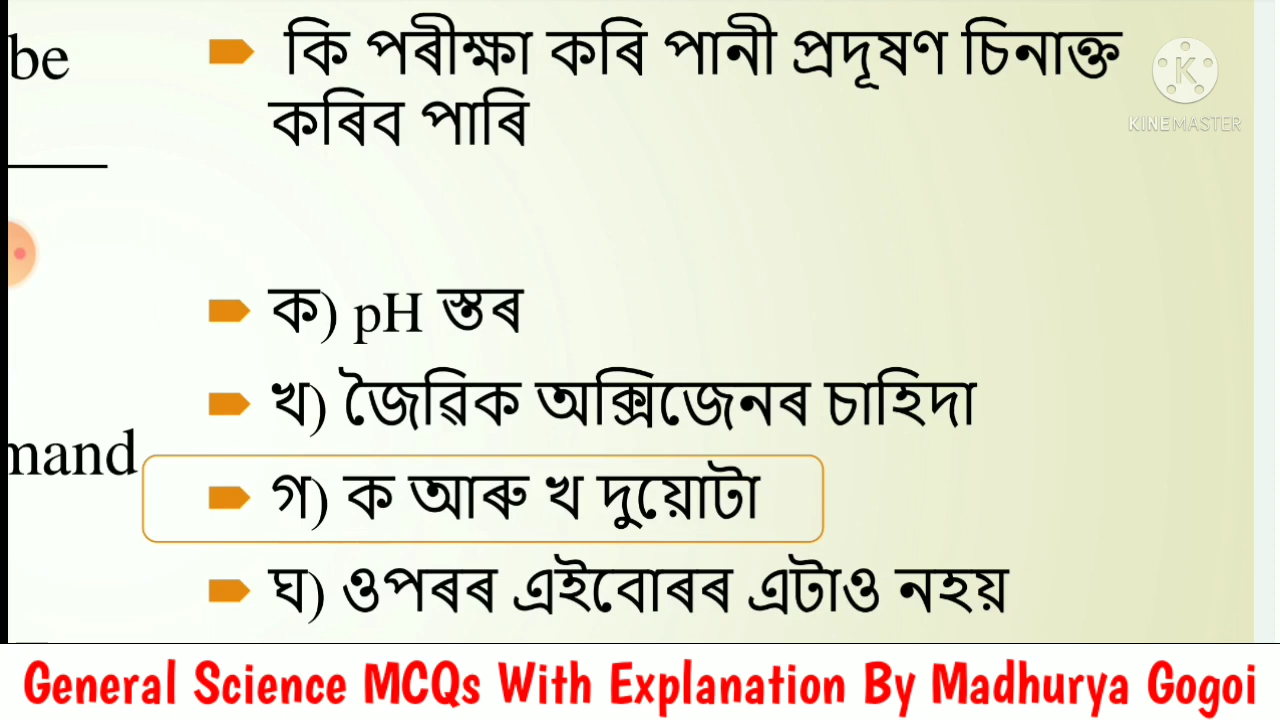 be
কি পৰীক্ষা কৰি পানী প্ৰদূষণ চিনাক্ত
কৰিব পাৰি
KINEMASTER
ক) pH স্তৰ
খ) জৈৱিক অক্সিজেনৰ চাহিদা
mand
গ) ক আৰু খ দুয়োটা
ঘ) ওপৰৰ এইবোৰৰ এটাও নহয়
General Science MCQs With Explanation By Madhurya Gogoi